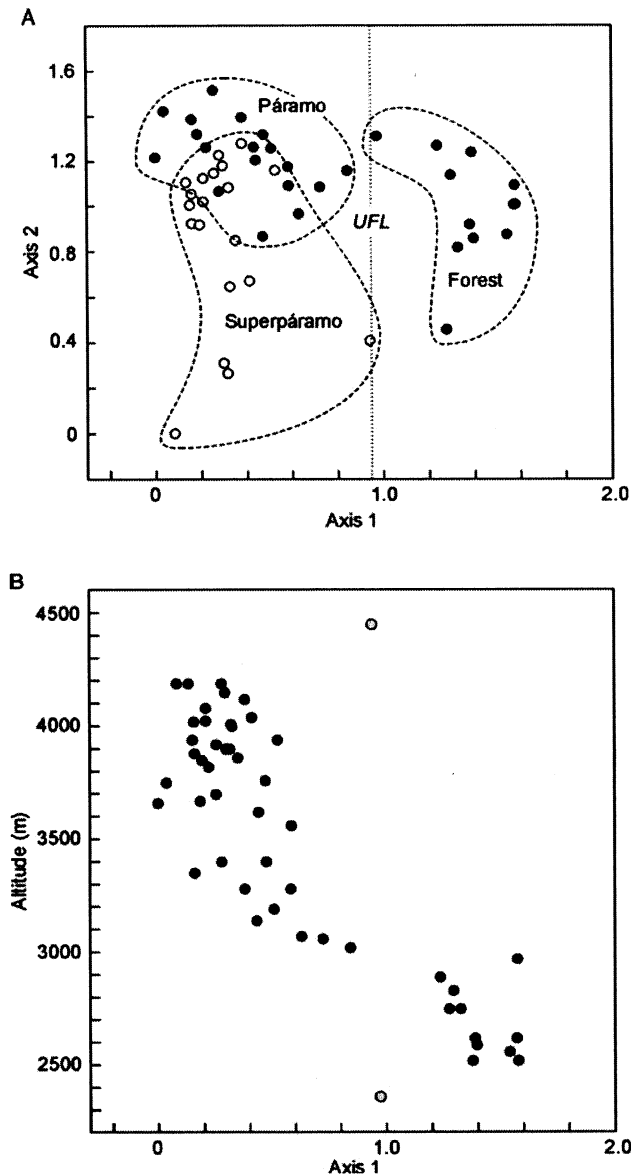 A
1.6
Páramo
1.2
UFL
Axis 2
0.8
Forest
Superpáramo
0.4
0
0 1.0 2.0
Axis 1
B
4500
4000
3500
Altitude (m)
3000
2500
0 1.0 2.0
Axis 1